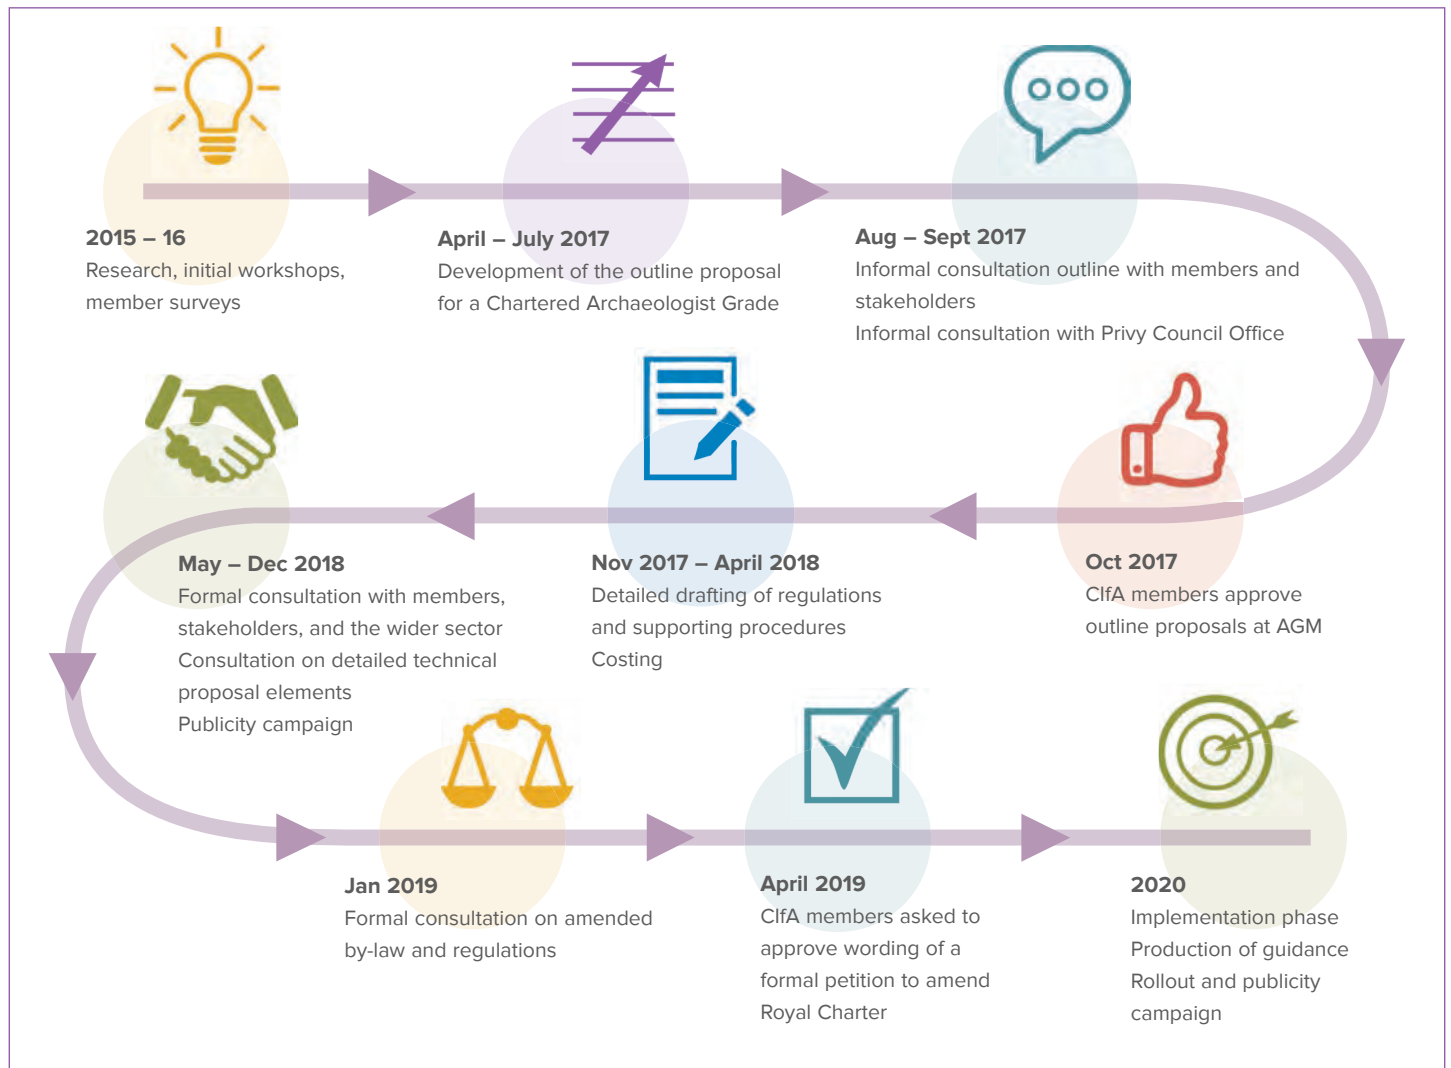 2015 – 16
Research, initial workshops,
member surveys
April – July 2017
Development of the outline proposal
for a Chartered Archaeologist Grade
Aug – Sept 2017
Informal consultation outline with members and
stakeholders
Informal consultation with Privy Council Office
Oct 2017
CIfA members approve
outline proposals at AGM
Nov 2017 – April 2018
Detailed drafting of regulations
and supporting procedures
Costing
May – Dec 2018
Formal consultation with members,
stakeholders, and the wider sector
Consultation on detailed technical
proposal elements
Publicity campaign
Jan 2019
Formal consultation on amended
by-law and regulations
April 2019
CIfA members asked to
approve wording of a
formal petition to amend
Royal Charter
2020
Implementation phase
Production of guidance
Rollout and publicity
campaign